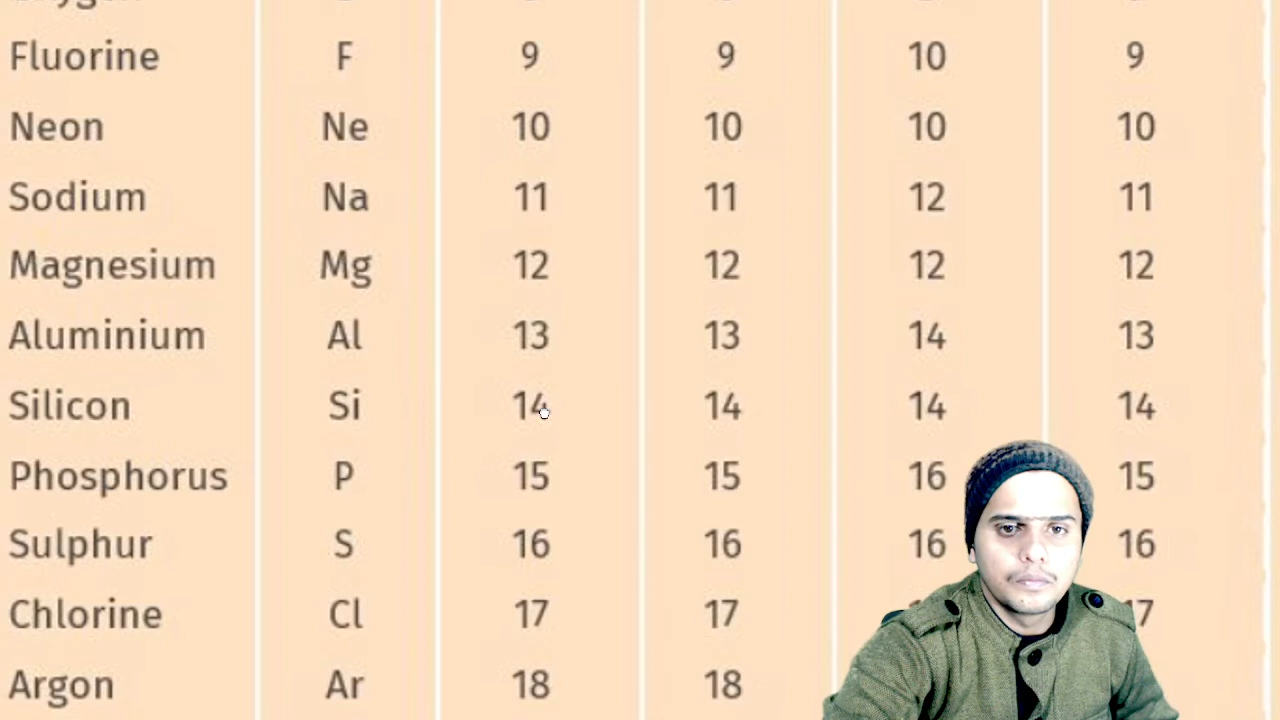 Fluorine F 9 9 10 9
Neon Ne 10 10 10 10
Sodium Na 11 11 12 11
Magnesium Mg 12 12 12 12
Aluminium Al 13 13 14 13
Silicon Si 14 14 14 14
Phosphorus P 15 15 16 15
Sulphur S 16 16 16 16
Chlorine Cl 17 17
Argon Ar 18 18